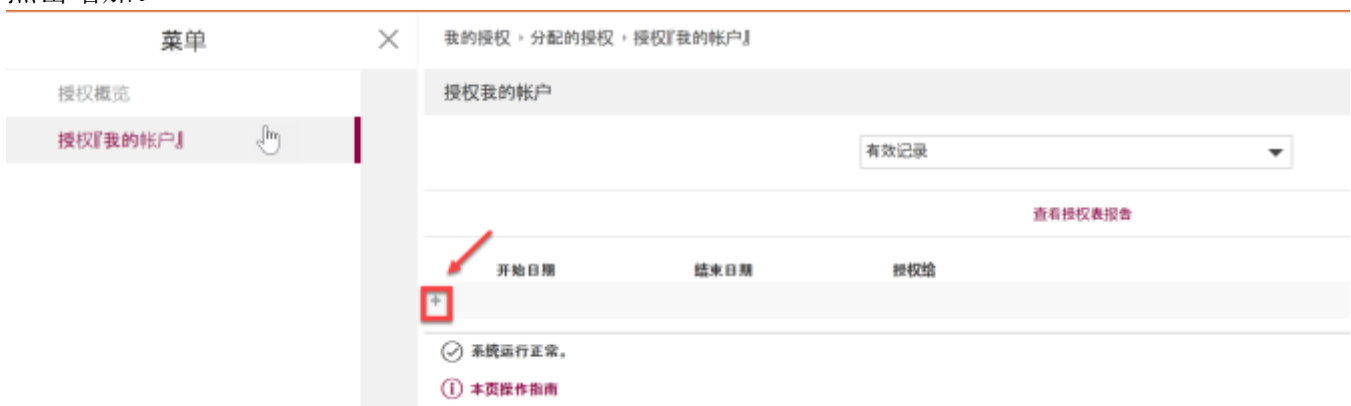 菜单
我的授权 › 分配的授权 › 授权『我的帐户』
授权概览
授权我的帐户
授权『我的帐户』
有效记录
查看授权表报告
开始日期 结束日期 授权给
+
系统运行正常。
本页操作指南